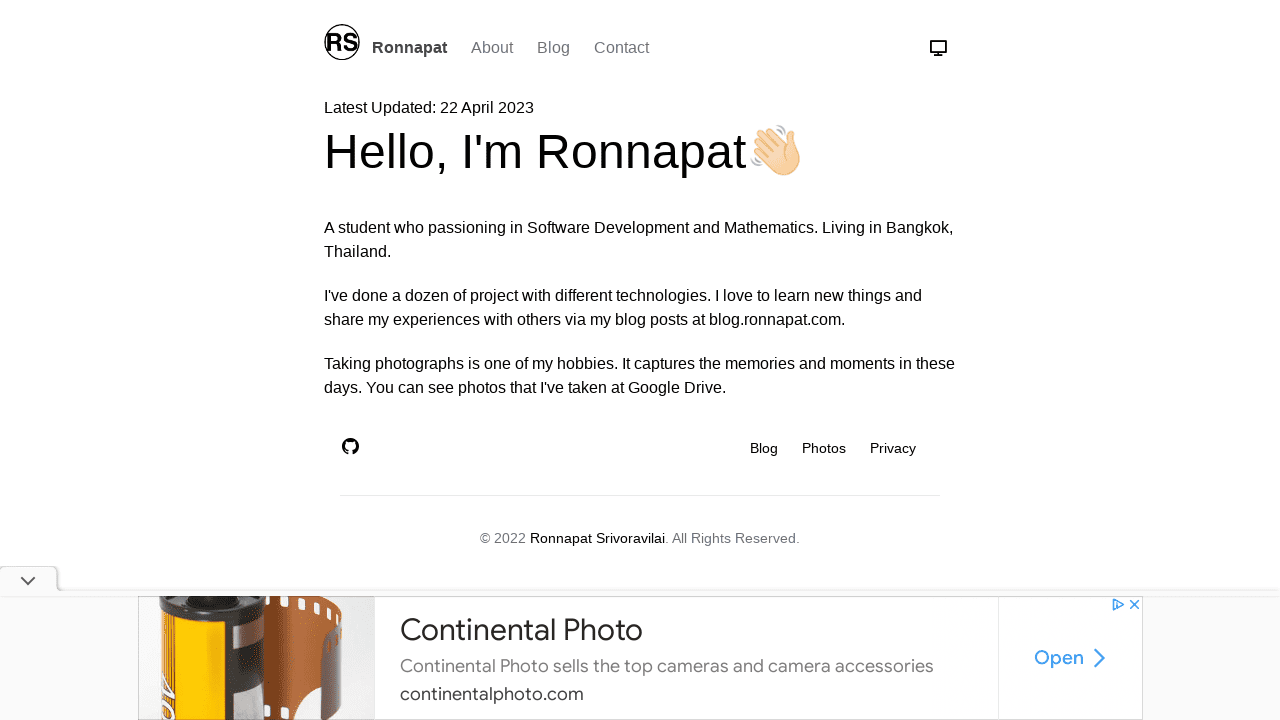 RS
Ronnapat About Blog Contact
Latest Updated: 22 April 2023
Hello, I'm Ronnapat👋🏻
A student who passioning in Software Development and Mathematics. Living in Bangkok,
Thailand.
I've done a dozen of project with different technologies. I love to learn new things and
share my experiences with others via my blog posts at blog.ronnapat.com.
Taking photographs is one of my hobbies. It captures the memories and moments in these
days. You can see photos that I've taken at Google Drive.
Blog Photos Privacy
© 2022 Ronnapat Srivoravilai. All Rights Reserved.
Continental Photo
Continental Photo sells the top cameras and camera accessories
continentalphoto.com
Open